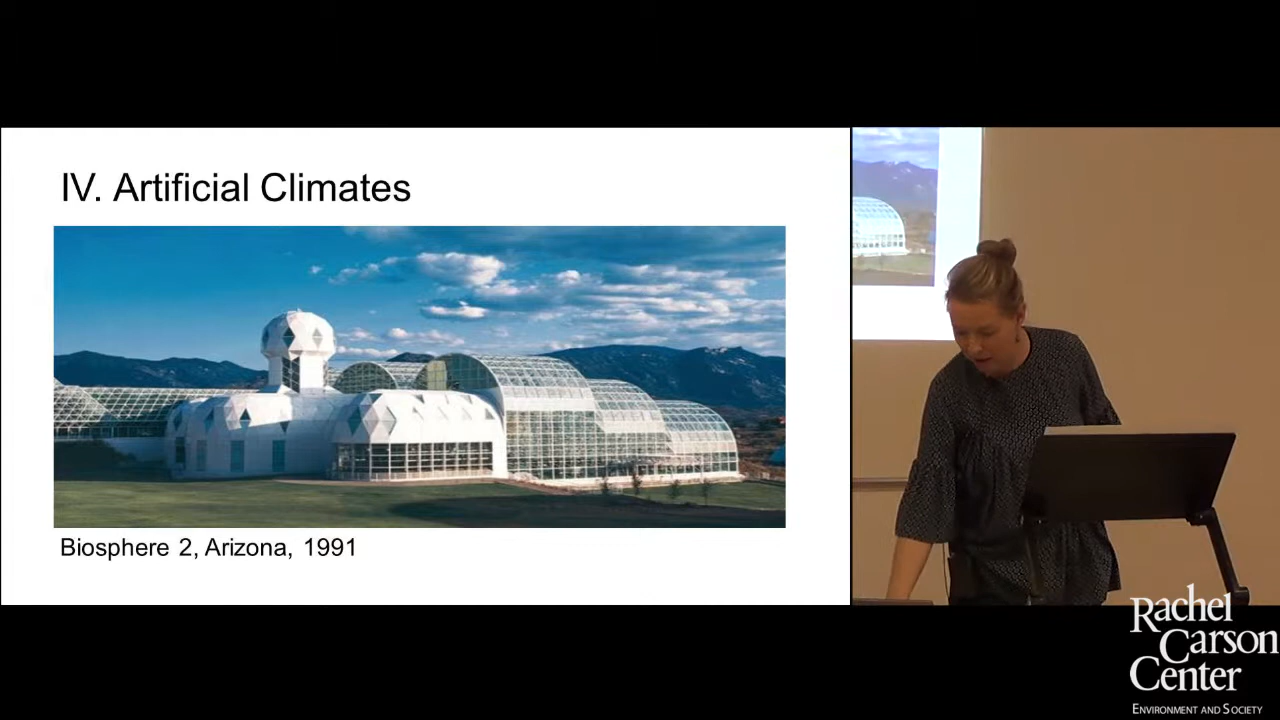 IV. Artificial Climates
Biosphere 2, Arizona, 1991
Rachel
Carson
Center
ENVIRONMENT AND SOCIETY